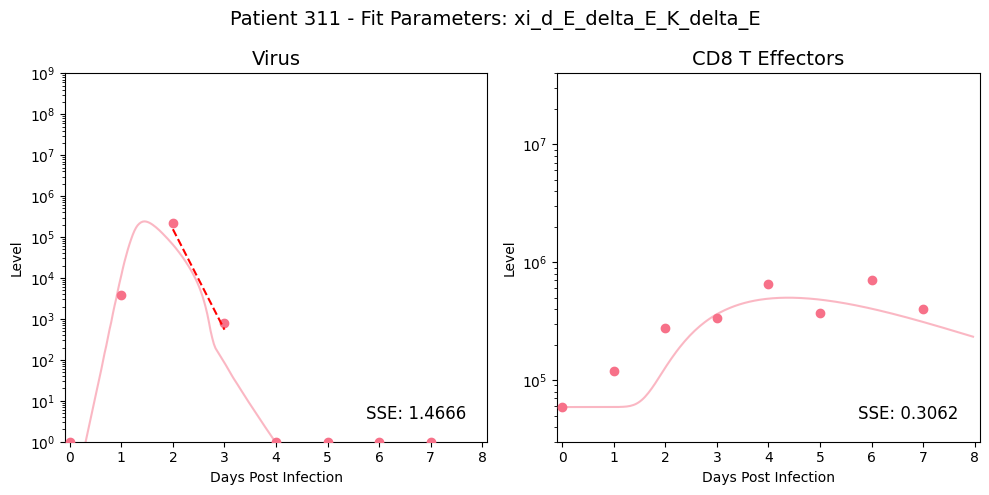 Patient 311 - Fit Parameters: xi_d_E_delta_E_K_delta_E
Virus
CD8 T Effectors
Level
10^9
10^8
10^7
10^6
10^5
10^4
10^3
10^2
10^1
10^0
SSE: 1.4666
0 1 2 3 4 5 6 7 8
Days Post Infection
Level
10^7
10^6
10^5
SSE: 0.3062
0 1 2 3 4 5 6 7 8
Days Post Infection